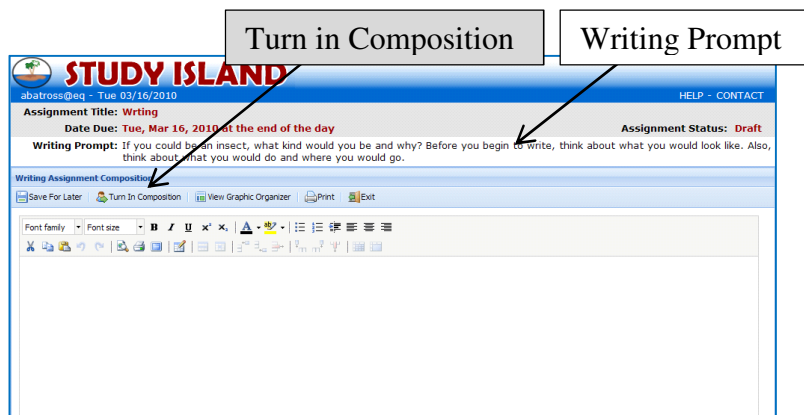 Turn in Composition
Writing Prompt
STUDY ISLAND
abatross@eq - Tue 03/16/2010
HELP - CONTACT
Assignment Title: Wrting
Date Due: Tue, Mar 16, 2010 at the end of the day
Assignment Status: Draft
Writing Prompt: If you could be an insect, what kind would you be and why? Before you begin to write, think about what you would look like. Also,
think about what you would do and where you would go.
Writing Assignment Composition
Save For Later Turn In Composition View Graphic Organizer Print Exit
Font family Font size B I U x² x₂ A ab